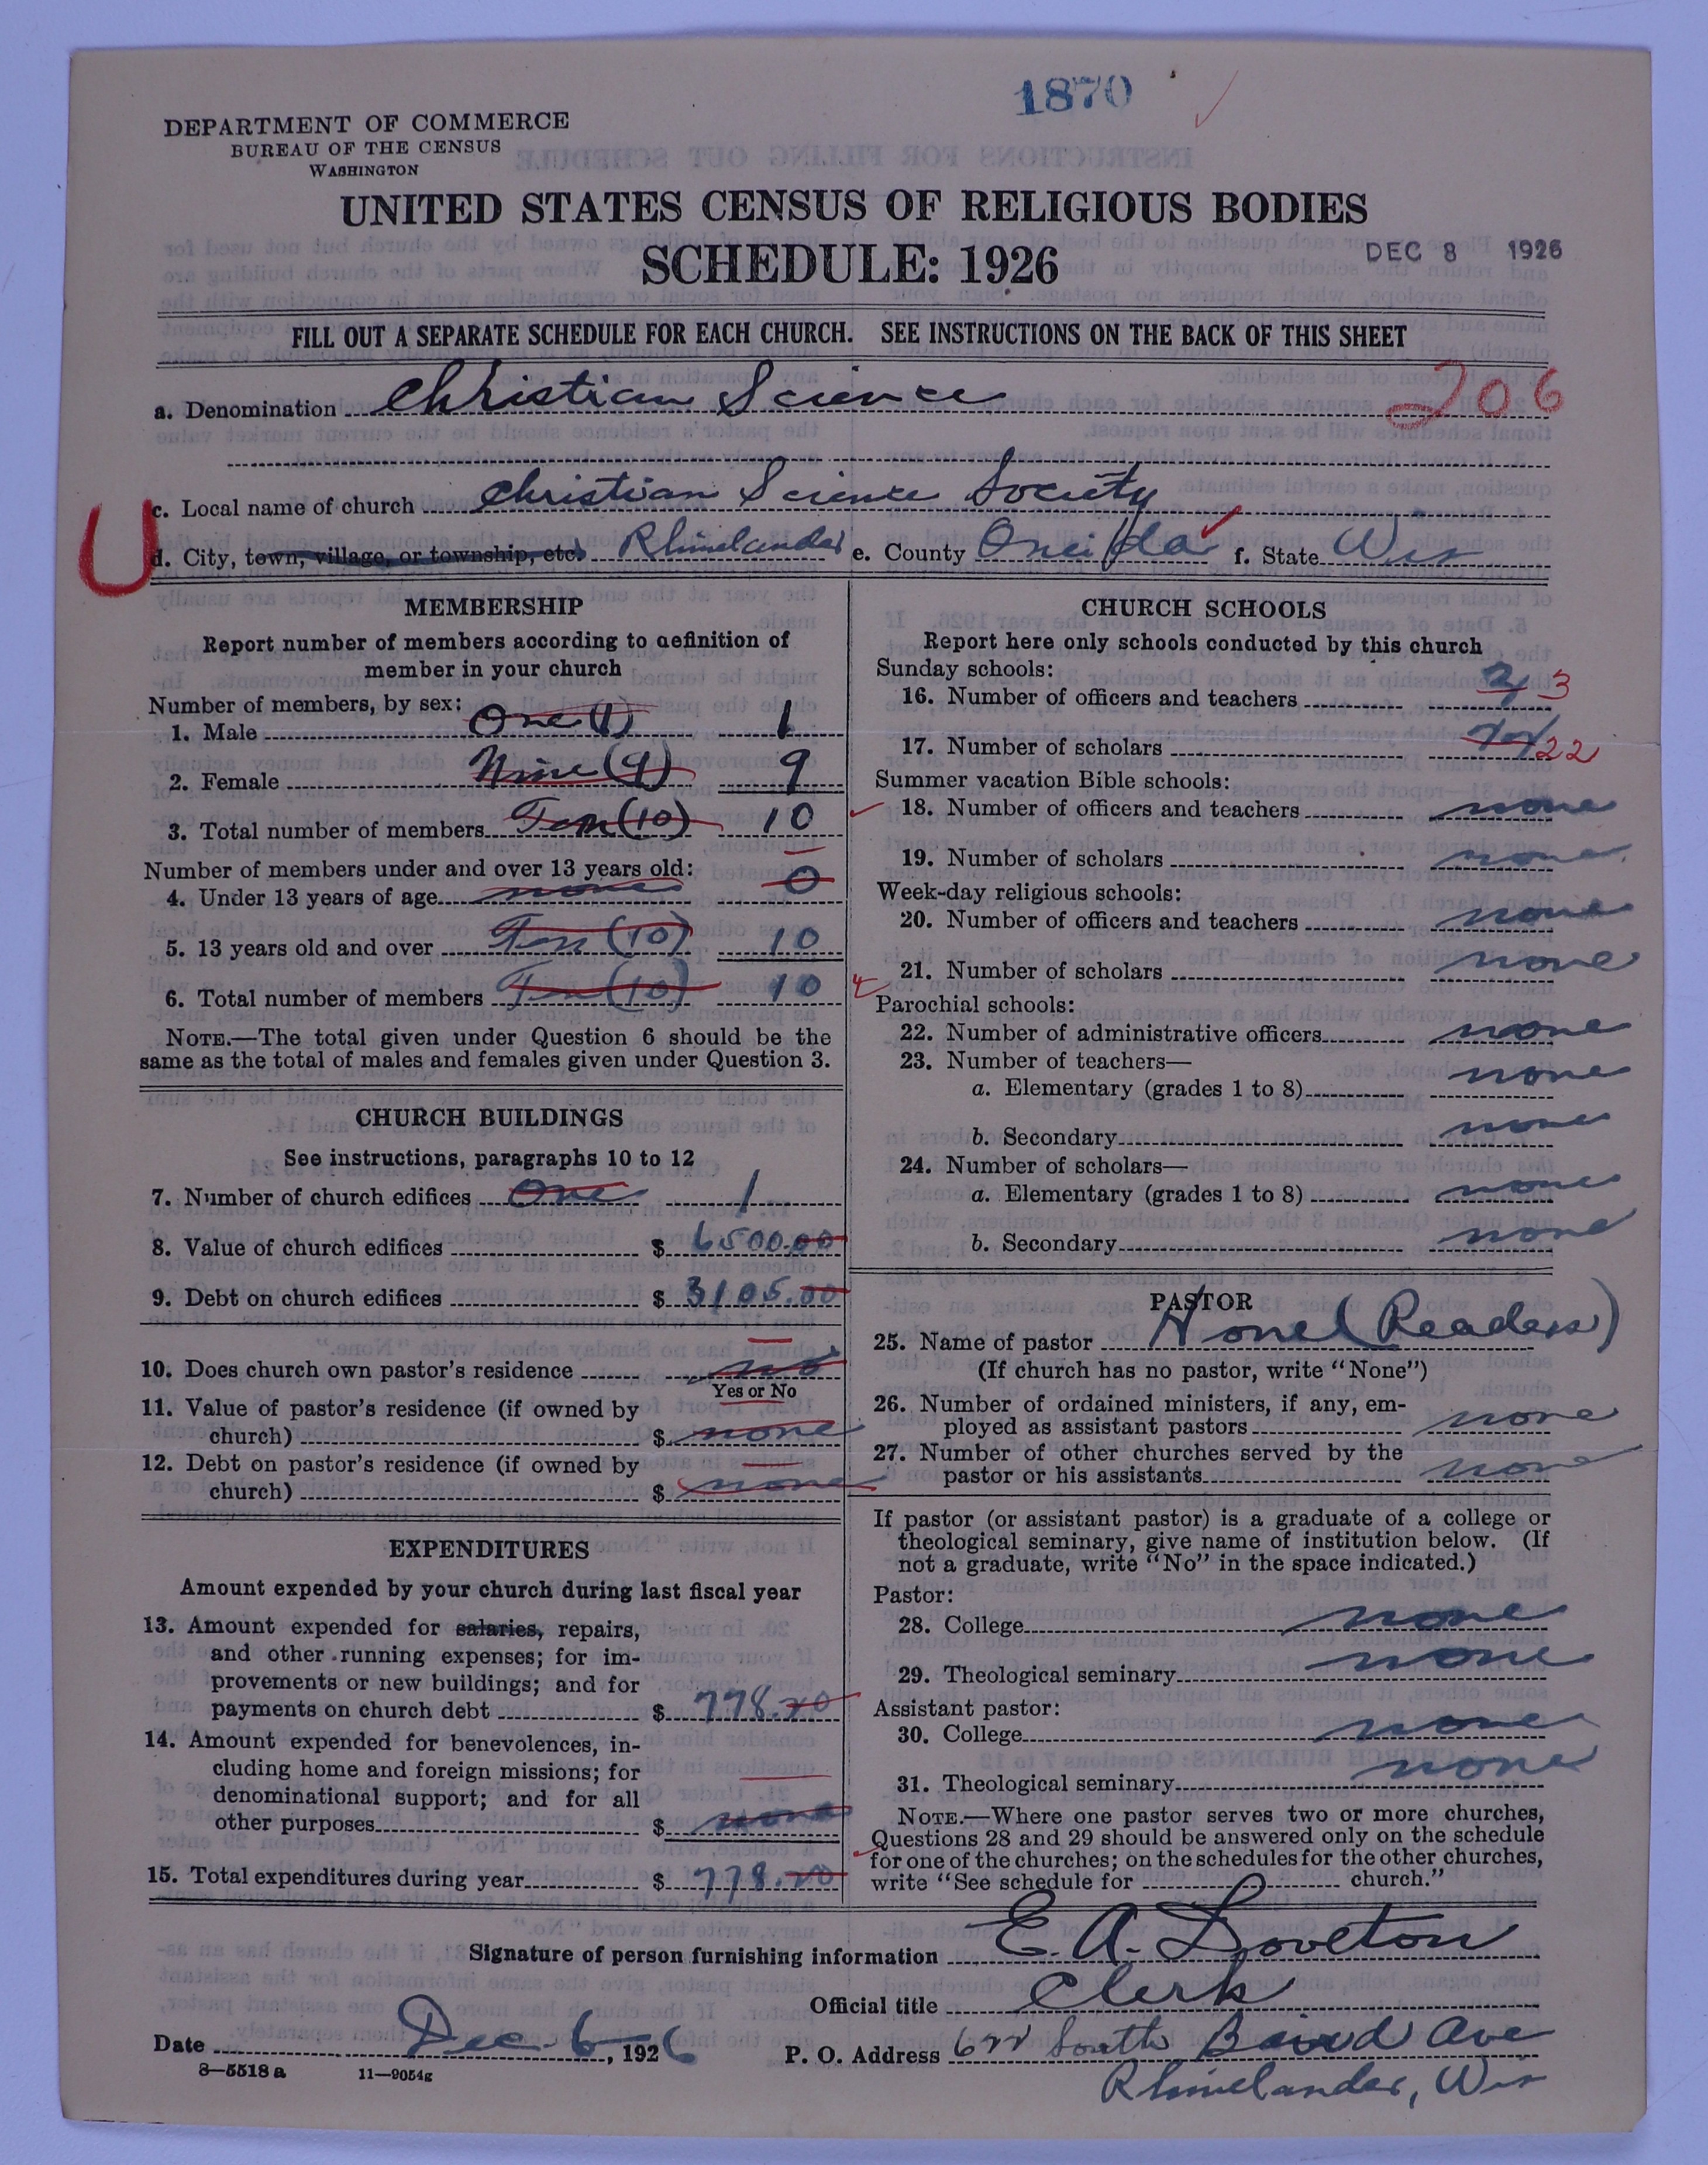 1870
DEPARTMENT OF COMMERCE
BUREAU OF THE CENSUS
WASHINGTON
UNITED STATES CENSUS OF RELIGIOUS BODIES
SCHEDULE: 1926
DEC 8 1926
FILL OUT A SEPARATE SCHEDULE FOR EACH CHURCH. SEE INSTRUCTIONS ON THE BACK OF THIS SHEET
a. Denomination Christian Science 206
c. Local name of church Christian Science Society
U
d. City, town, village, or township, etc. Rhinelander e. County Oneida f. State Wis
MEMBERSHIP
Report number of members according to definition of
member in your church
Number of members, by sex:
1. Male One (1) 1
2. Female Nine (9) 9
3. Total number of members Ten (10) 10
Number of members under and over 13 years old:
4. Under 13 years of age none 0
5. 13 years old and over Ten (10) 10
6. Total number of members Ten (10) 10
NOTE.—The total given under Question 6 should be the
same as the total of males and females given under Question 3.
CHURCH BUILDINGS
See instructions, paragraphs 10 to 12
7. Number of church edifices One 1
8. Value of church edifices $ 6500.00
9. Debt on church edifices $ 3105.00
10. Does church own pastor's residence no
Yes or No
11. Value of pastor's residence (if owned by
church) $ none
12. Debt on pastor's residence (if owned by
church) $ none
EXPENDITURES
Amount expended by your church during last fiscal year
13. Amount expended for salaries, repairs,
and other running expenses; for im-
provements or new buildings; and for
payments on church debt $ 778.20
14. Amount expended for benevolences, in-
cluding home and foreign missions; for
denominational support; and for all
other purposes $ none
15. Total expenditures during year $ 778.20
CHURCH SCHOOLS
Report here only schools conducted by this church
Sunday schools:
16. Number of officers and teachers 3
17. Number of scholars 22
Summer vacation Bible schools:
18. Number of officers and teachers none
19. Number of scholars none
Week-day religious schools:
20. Number of officers and teachers none
21. Number of scholars none
Parochial schools:
22. Number of administrative officers none
23. Number of teachers—
none
a. Elementary (grades 1 to 8)
b. Secondary none
24. Number of scholars—
a. Elementary (grades 1 to 8) none
b. Secondary none
PASTOR
25. Name of pastor None (Readers)
(If church has no pastor, write "None")
26. Number of ordained ministers, if any, em-
ployed as assistant pastors none
27. Number of other churches served by the
pastor or his assistants none
If pastor (or assistant pastor) is a graduate of a college or
theological seminary, give name of institution below. (If
not a graduate, write "No" in the space indicated.)
Pastor:
28. College none
29. Theological seminary none
Assistant pastor:
30. College none
31. Theological seminary none
NOTE.—Where one pastor serves two or more churches,
Questions 28 and 29 should be answered only on the schedule
for one of the churches; on the schedules for the other churches,
write "See schedule for church."
Signature of person furnishing information E. A. Loveton
Official title Clerk
Date Dec. 6, 1926 P. O. Address South Baird Ave
Rhinelander, Wis
8—5518 a 11—9054g